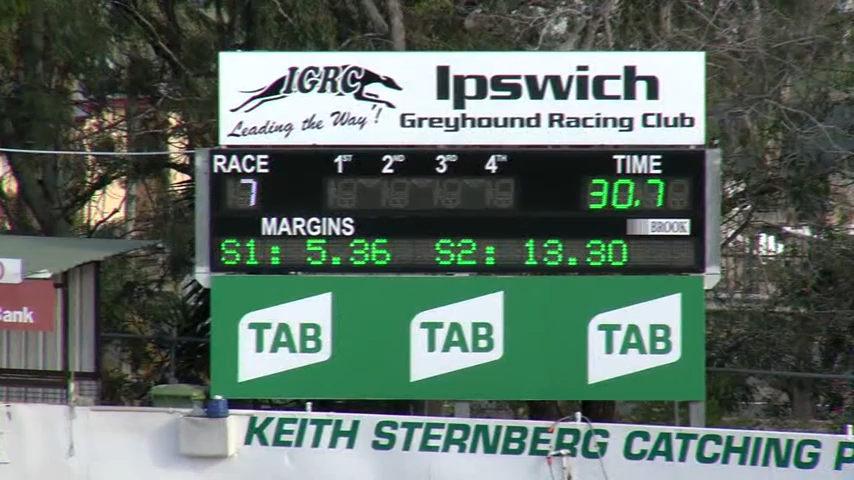 IGRC
Leading the Way!
Ipswich
Greyhound Racing Club
RACE 1ST 2ND 3RD 4TH TIME
7 30.7
MARGINS BROOK
S1: 5.36 S2: 13.30
TAB TAB TAB
Bank
KEITH STERNBERG CATCHING P